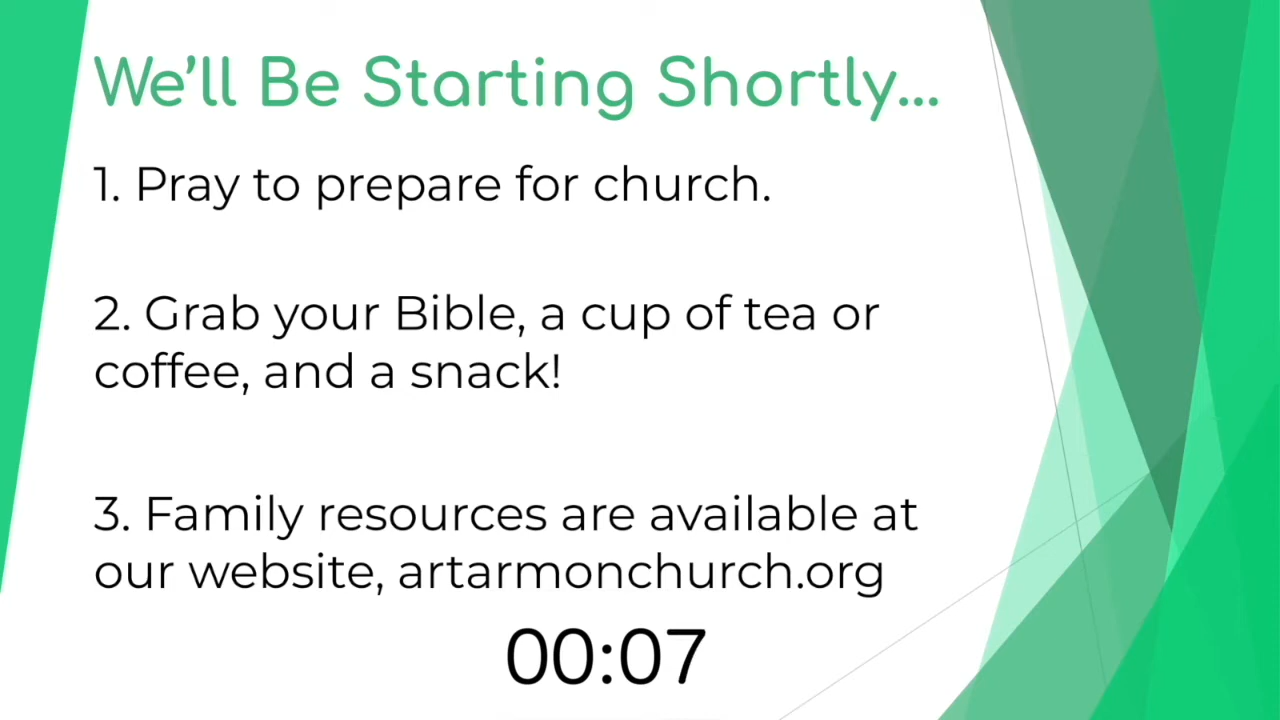 We’ll Be Starting Shortly...
1. Pray to prepare for church.
2. Grab your Bible, a cup of tea or
coffee, and a snack!
3. Family resources are available at
our website, artarmonchurch.org
00:07